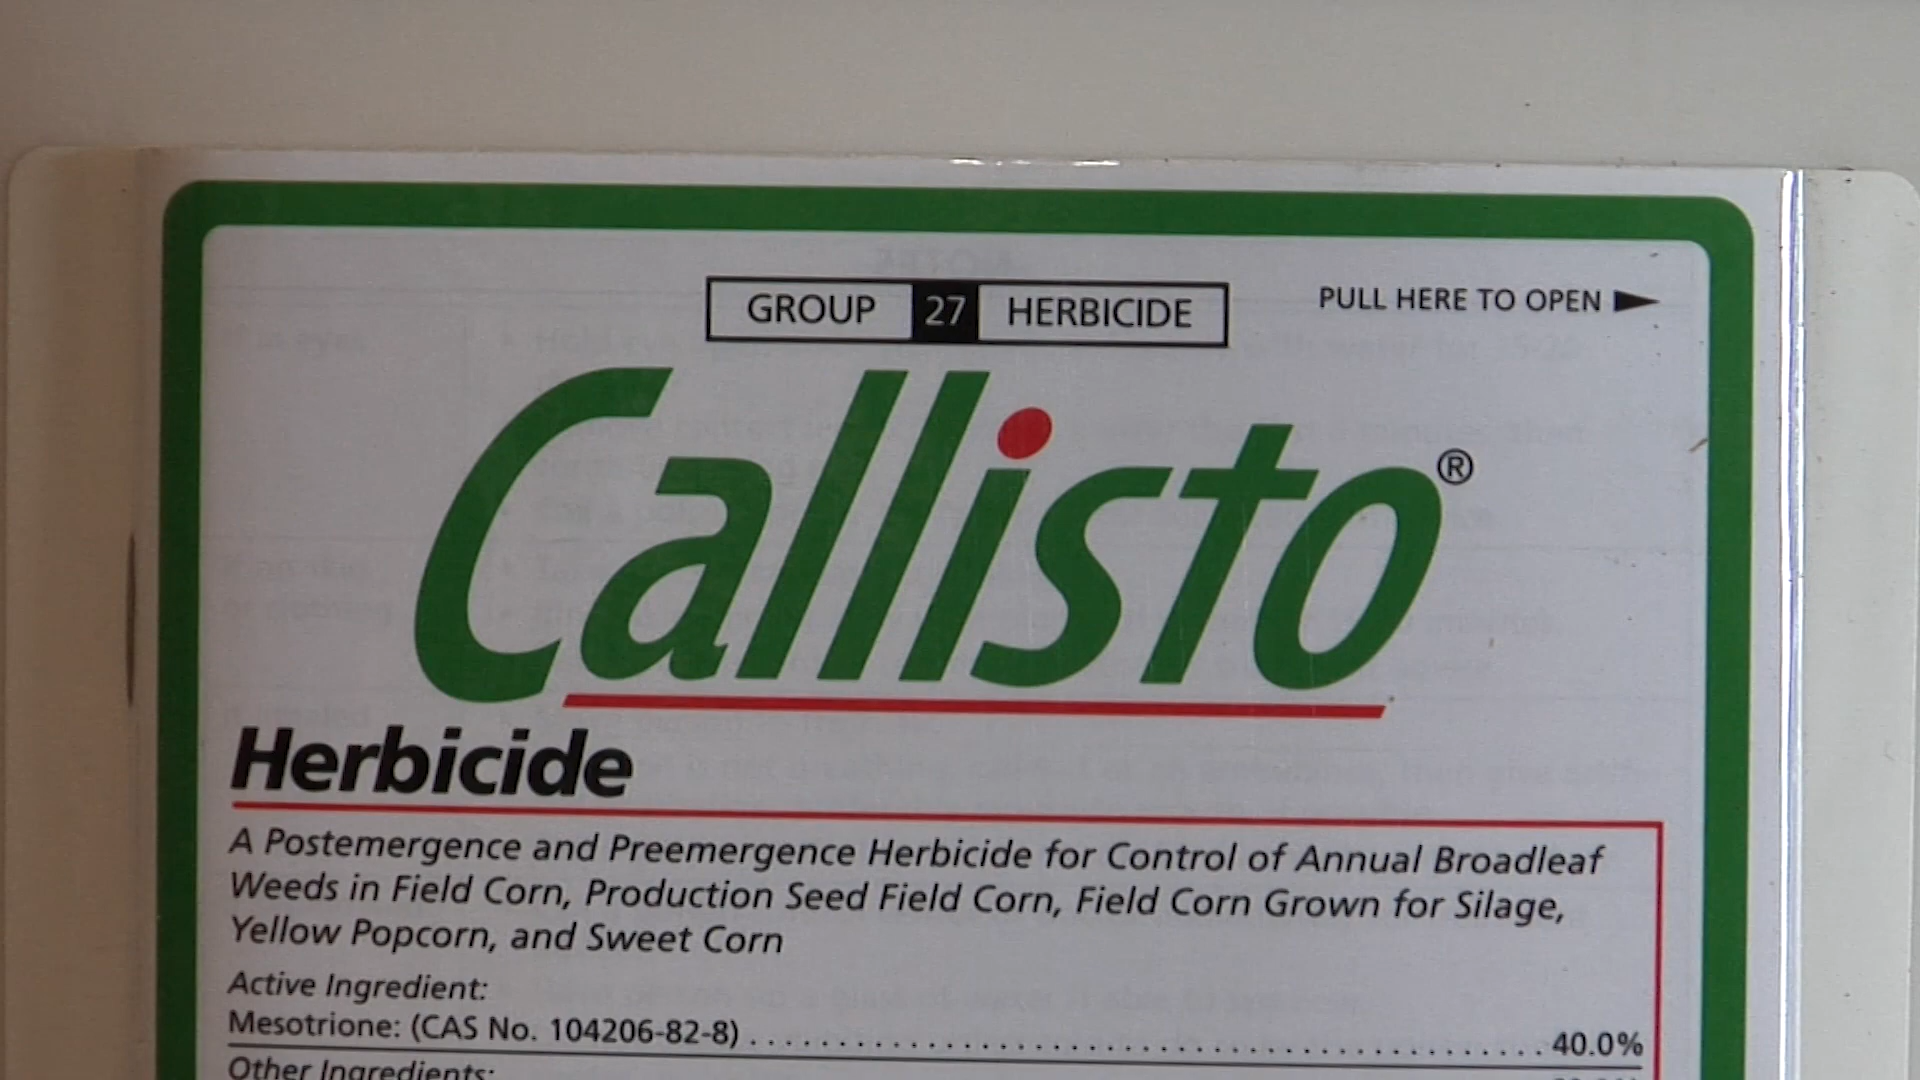 GROUP 27 HERBICIDE
PULL HERE TO OPEN
Callisto®
Herbicide
A Postemergence and Preemergence Herbicide for Control of Annual Broadleaf
Weeds in Field Corn, Production Seed Field Corn, Field Corn Grown for Silage,
Yellow Popcorn, and Sweet Corn
Active Ingredient:
Mesotrione: (CAS No. 104206-82-8) ........................................ 40.0%
Other Ingredients: